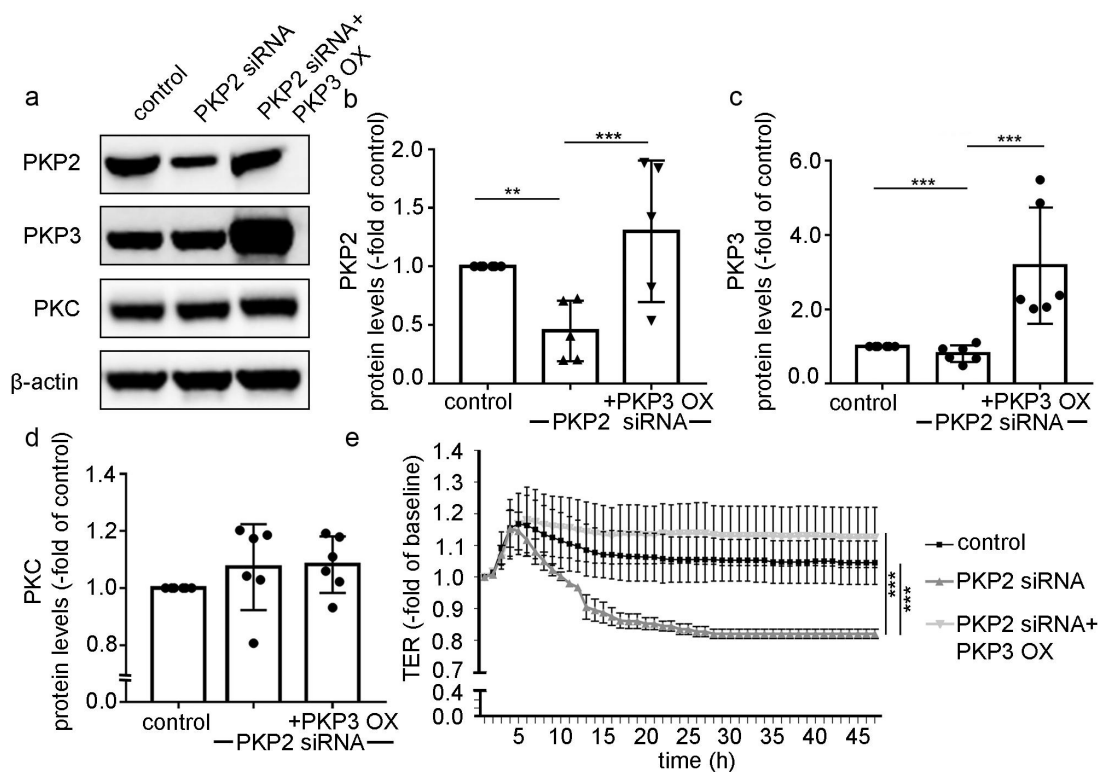 a
control
PKP2 siRNA
PKP2 siRNA+
PKP3 OX
PKP2
PKP3
PKC
β-actin
b
PKP2
protein levels (-fold of control)
2.0
1.5
1.0
0.5
0.0
**
***
control
+PKP3 OX
PKP2 siRNA
c
PKP3
protein levels (-fold of control)
6.0
4.0
2.0
0.0
***
***
control
+PKP3 OX
PKP2 siRNA
d
PKC
protein levels (-fold of control)
1.4
1.2
1.0
0.8
0.0
control
+PKP3 OX
PKP2 siRNA
e
TER (-fold of baseline)
1.4
1.3
1.2
1.1
1.0
0.9
0.8
0.7
0.4
0.0
5 10 15 20 25 30 35 40 45
time (h)
***
***
control
PKP2 siRNA
PKP2 siRNA+
PKP3 OX